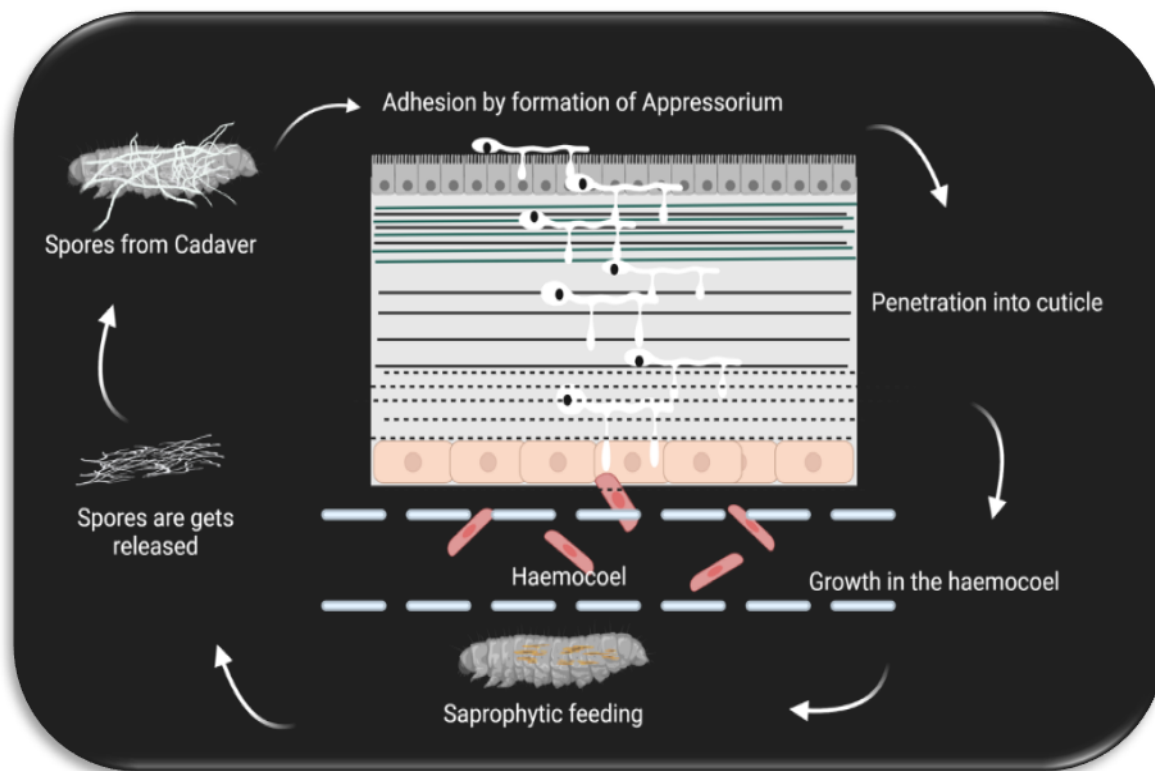 Adhesion by formation of Appressorium
Spores from Cadaver
Penetration into cuticle
Spores are gets
released
Haemocoel
Growth in the haemocoel
Saprophytic feeding